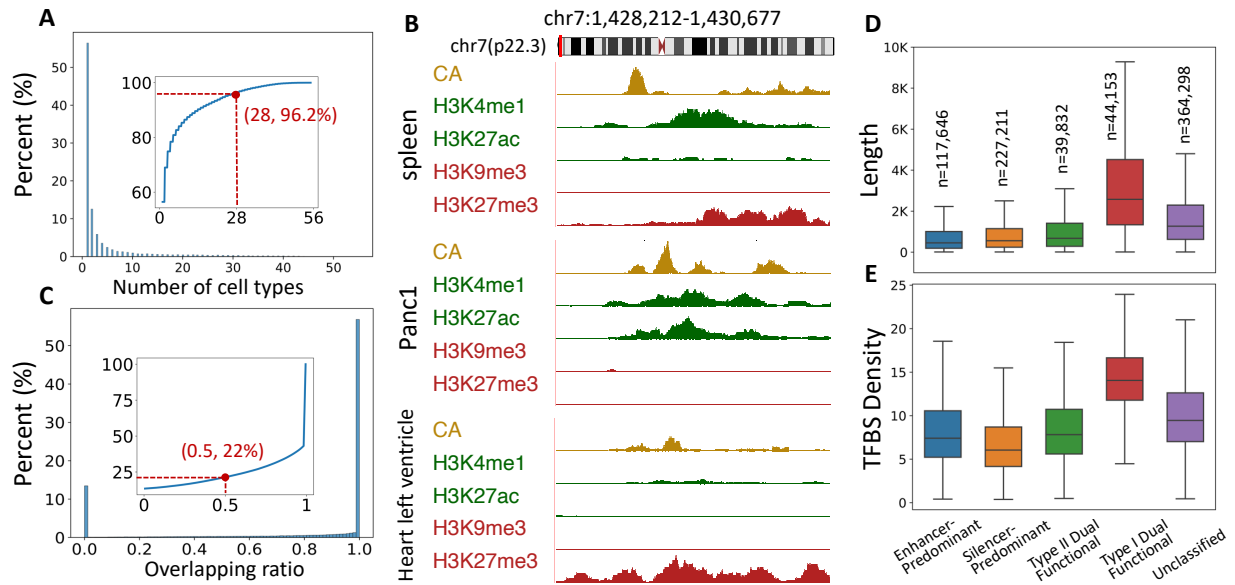 A
Percent (%)
50
40
30
20
10
0
100
80
60
(28, 96.2%)
0
28
56
0
10
20
30
40
50
Number of cell types
B
chr7:1,428,212-1,430,677
chr7(p22.3)
spleen
CA
H3K4me1
H3K27ac
H3K9me3
H3K27me3
Panc1
CA
H3K4me1
H3K27ac
H3K9me3
H3K27me3
Heart left ventricle
CA
H3K4me1
H3K27ac
H3K9me3
H3K27me3
C
Percent (%)
50
40
30
20
10
0
100
75
50
25
(0.5, 22%)
0
0.5
1
0.0
0.2
0.4
0.6
0.8
1.0
Overlapping ratio
D
Length
10K
8K
6K
4K
2K
0
n=117,646
n=227,211
n=39,832
n=44,153
n=364,298
E
TFBS Density
25
20
15
10
5
0
Enhancer-
Predominant
Silencer-
Predominant
Type II Dual
Functional
Type I Dual
Functional
Unclassified